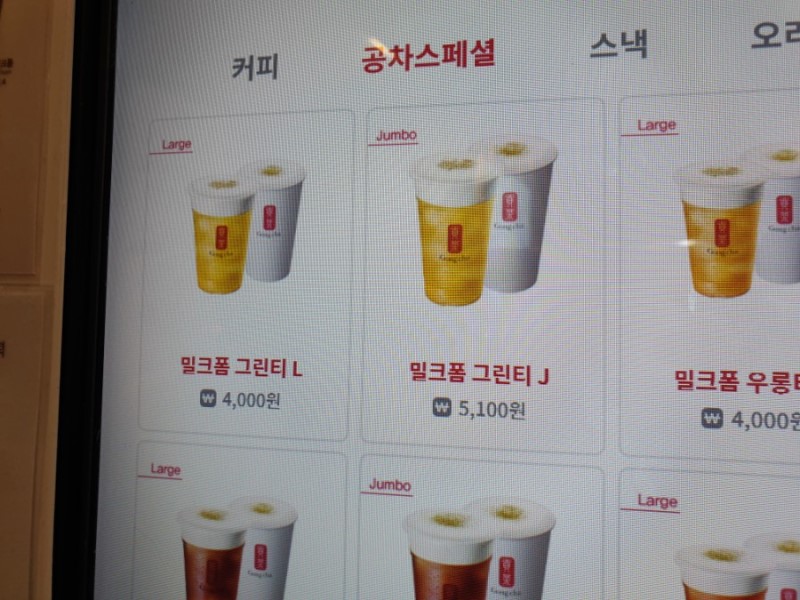 커피
공차스페셜
스낵
오리
Large
Jumbo
Large
밀크폼 그린티 L
밀크폼 그린티 J
밀크폼 우롱티
₩ 4,000원
₩ 5,100원
₩ 4,000원
Large
Jumbo
Large